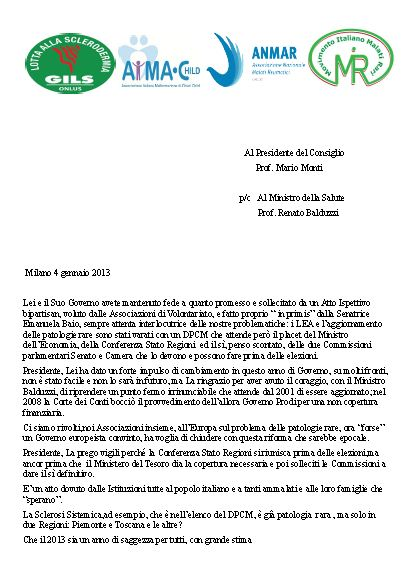 LOTTA ALLA SCLERODERMIA
GILS
ONLUS
AIMA•CHILD
ANMAR
Associazione Nazionale
Malati Reumatici
Movimento Italiano Malati Rari
MR
Al Presidente del Consiglio
Prof. Mario Monti
p/c Al Ministro della Salute
Prof. Renato Balduzzi
Milano 4 gennaio 2013
Lei e il Suo Governo avete mantenuto fede a quanto promesso e sollecitato da un Atto Ispettivo
bipartisan, voluto dalle Associazioni di Volontariato, e fatto proprio “ in primis” dalla Senatrice
Emanuela Baio, sempre attenta interlocutrice delle nostre problematiche: i LEA e l’aggiornamento
delle patologie rare sono stati varati con un DPCM che attende però il placet del Ministro
dell’Economia, della Conferenza Stato Regioni ed il sì, penso scontato, delle due Commissioni
parlamentari Senato e Camera che lo devono e possono fare prima delle elezioni.
Presidente, Lei ha dato un forte impulso di cambiamento in questo anno di Governo, su molti fronti,
non è stato facile e non lo sarà in futuro, ma La ringrazio per aver avuto il coraggio, con il Ministro
Balduzzi, di riprendere un punto fermo irrinunciabile che attende dal 2001 di essere aggiornato; nel
2008 la Corte dei Conti bocciò il provvedimento dell’allora Governo Prodi per una non copertura
finanziaria.
Ci siamo rivolti, noi Associazioni insieme, all’Europa sul problema delle patologie rare, ora “forse”
un Governo europeista convinto, ha voglia di chiudere con questa riforma che sarebbe epocale.
Presidente, La prego vigili perché la Conferenza Stato Regioni si riunisca prima delle elezioni, ma
ancor prima che il Ministero del Tesoro dia la copertura necessaria e poi solleciti le Commissioni a
dare il sì definitivo.
E’ un atto dovuto dalle Istituzioni tutte al popolo italiano e a tanti ammalati e alle loro famiglie che
“sperano”.
La Sclerosi Sistemica, ad esempio, che è nell’elenco del DPCM, è già patologia rara , ma solo in
due Regioni: Piemonte e Toscana e le altre?
Che il 2013 sia un anno di saggezza per tutti, con grande stima